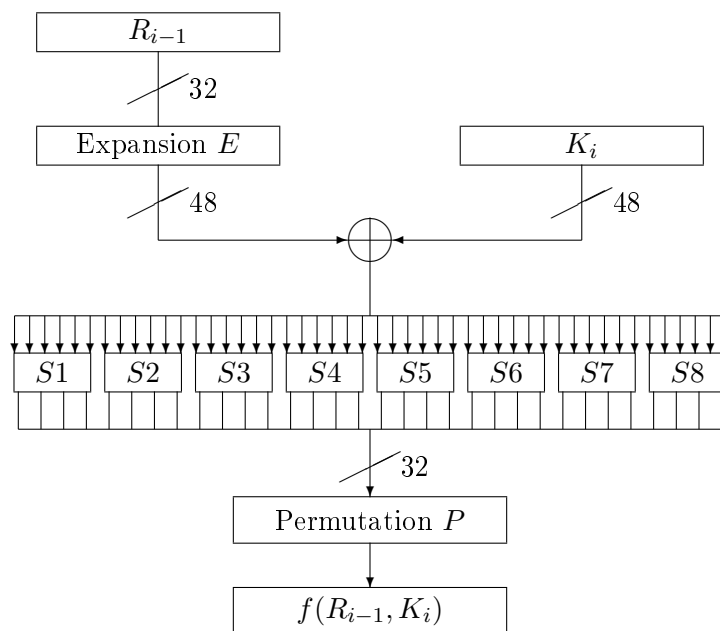 R_{i−1}
32
Expansion E
K_i
48
48
S1 S2 S3 S4 S5 S6 S7 S8
32
Permutation P
f(R_{i−1}, K_i)